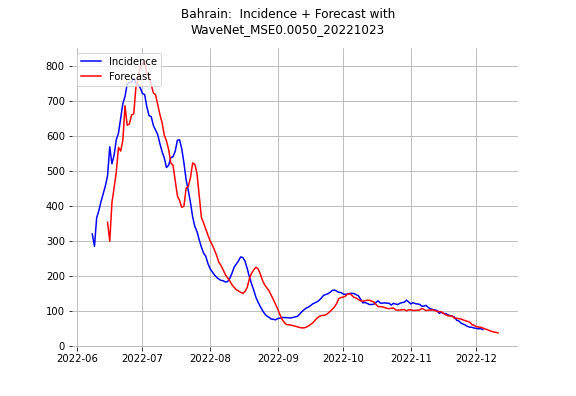 Bahrain:  Incidence + Forecast with
WaveNet_MSE0.0050_20221023
Incidence
Forecast
800
700
600
500
400
300
200
100
0
2022-06 2022-07 2022-08 2022-09 2022-10 2022-11 2022-12